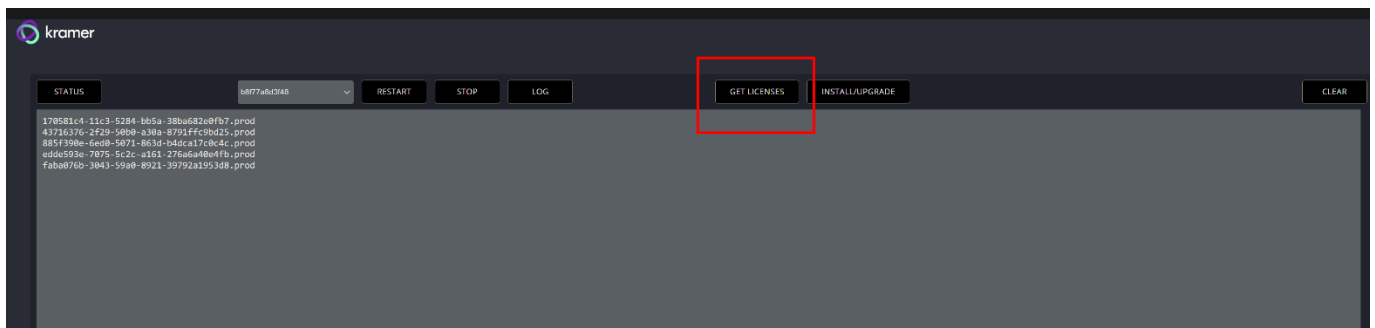 kramer
STATUS b8f77a8d3f48 RESTART STOP LOG GET LICENSES INSTALL/UPGRADE CLEAR
170581c4-11c3-5284-bb5a-38ba682e0fb7.prod
43716376-2f29-50b0-a30a-8791ffc9bd25.prod
885f390e-6ed0-5071-863d-b4dca17c0c4c.prod
edde593e-7075-5c2c-a161-276a6a40e4fb.prod
faba076b-3043-59a0-8921-39792a1953d8.prod